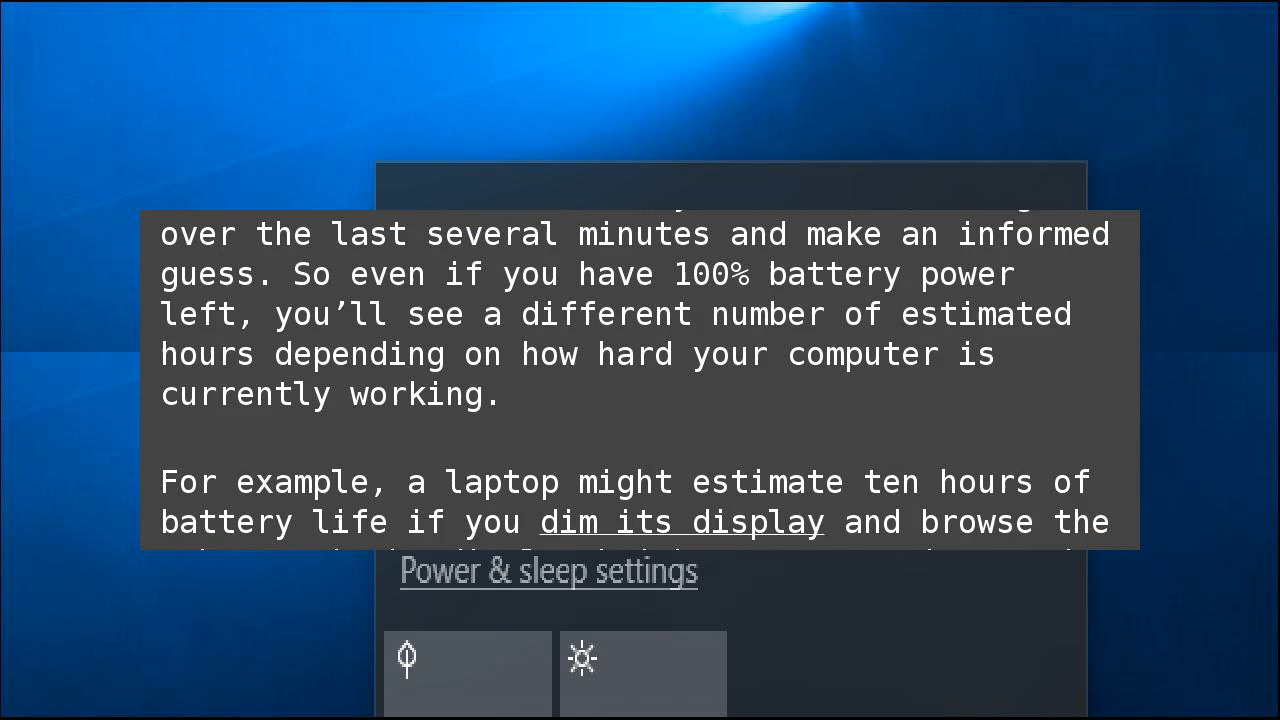 over the last several minutes and make an informed
guess. So even if you have 100% battery power
left, you’ll see a different number of estimated
hours depending on how hard your computer is
currently working.
For example, a laptop might estimate ten hours of
battery life if you dim its display and browse the
Power & sleep settings